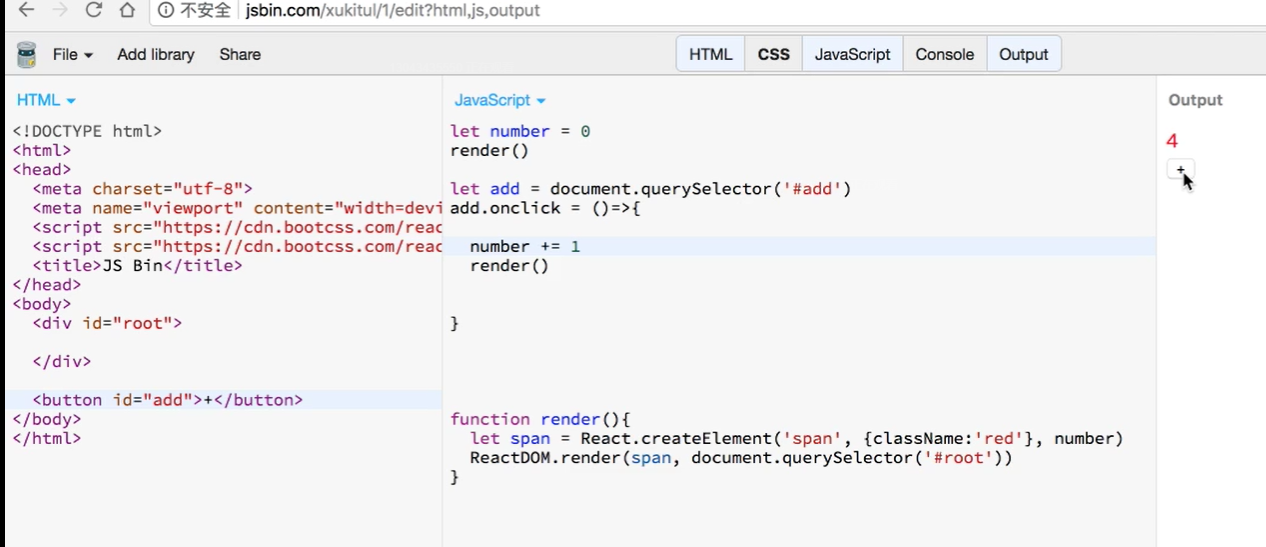 不安全 jsbin.com/xukitul/1/edit?html,js,output
File Add library Share HTML CSS JavaScript Console Output
HTML
<!DOCTYPE html>
<html>
<head>
  <meta charset="utf-8">
  <meta name="viewport" content="width=devi
  <script src="https://cdn.bootcss.com/reac
  <script src="https://cdn.bootcss.com/reac
  <title>JS Bin</title>
</head>
<body>
  <div id="root">
  </div>
  <button id="add">+</button>
</body>
</html>
JavaScript
let number = 0
render()
let add = document.querySelector('#add')
add.onclick = ()=>{
  number += 1
  render()
}
function render(){
  let span = React.createElement('span', {className:'red'}, number)
  ReactDOM.render(span, document.querySelector('#root'))
}
Output
4
+